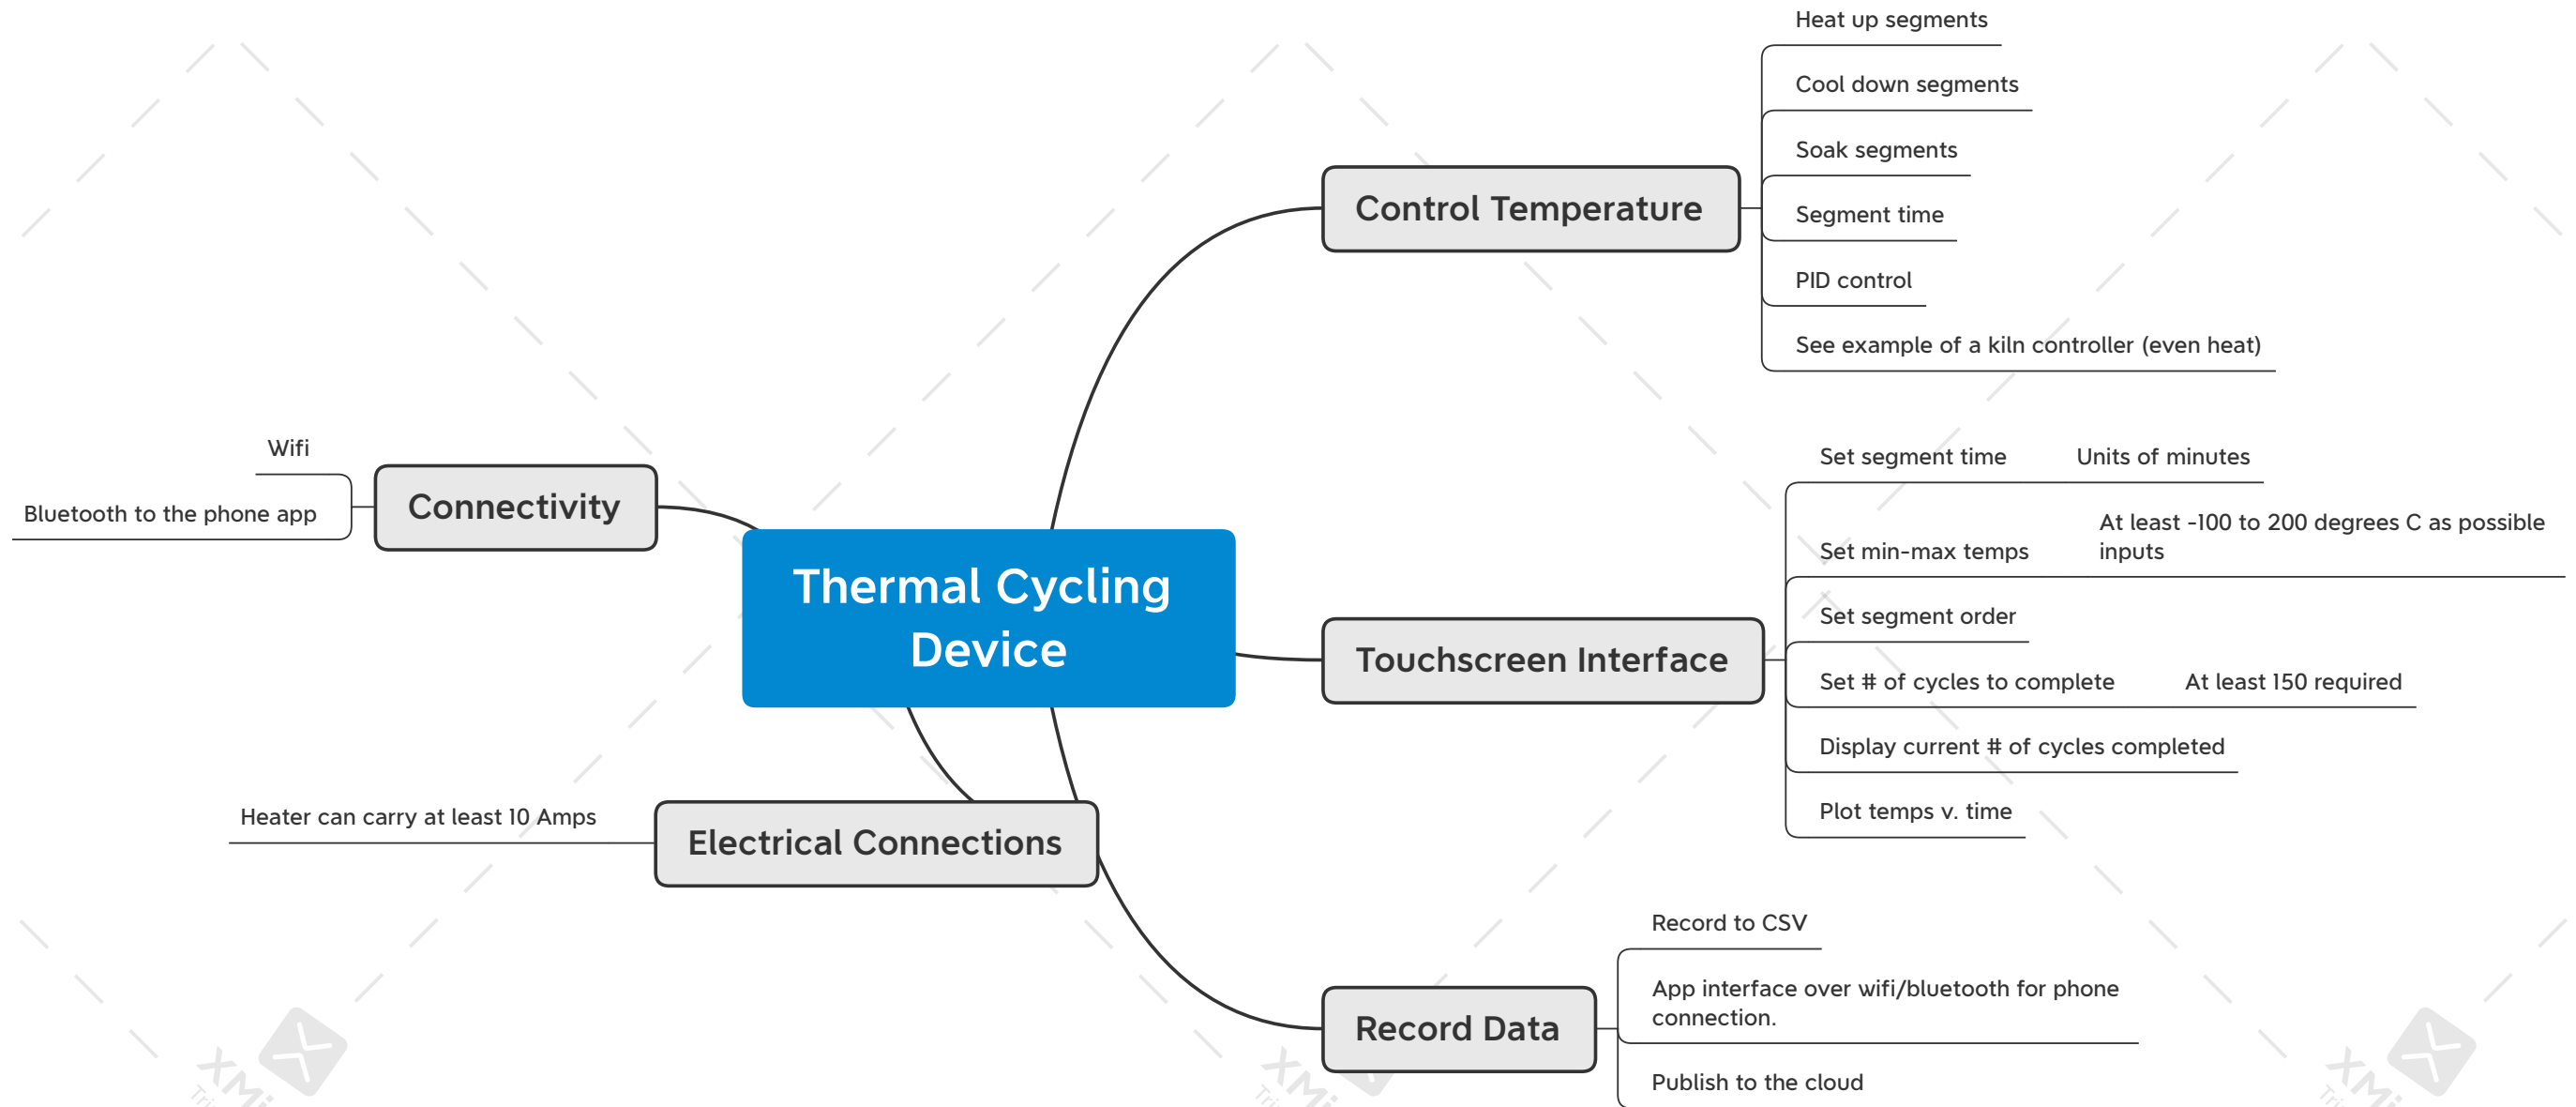 Heat up segments
Cool down segments
Soak segments
Control Temperature
Segment time
PID control
See example of a kiln controller (even heat)
Wifi
Connectivity
Bluetooth to the phone app
Thermal Cycling
Device
Set segment time
Units of minutes
Set min-max temps
At least -100 to 200 degrees C as possible
inputs
Touchscreen Interface
Set segment order
Set # of cycles to complete
At least 150 required
Display current # of cycles completed
Plot temps v. time
Heater can carry at least 10 Amps
Electrical Connections
Record Data
Record to CSV
App interface over wifi/bluetooth for phone
connection.
Publish to the cloud
XMi
XMi
XMi